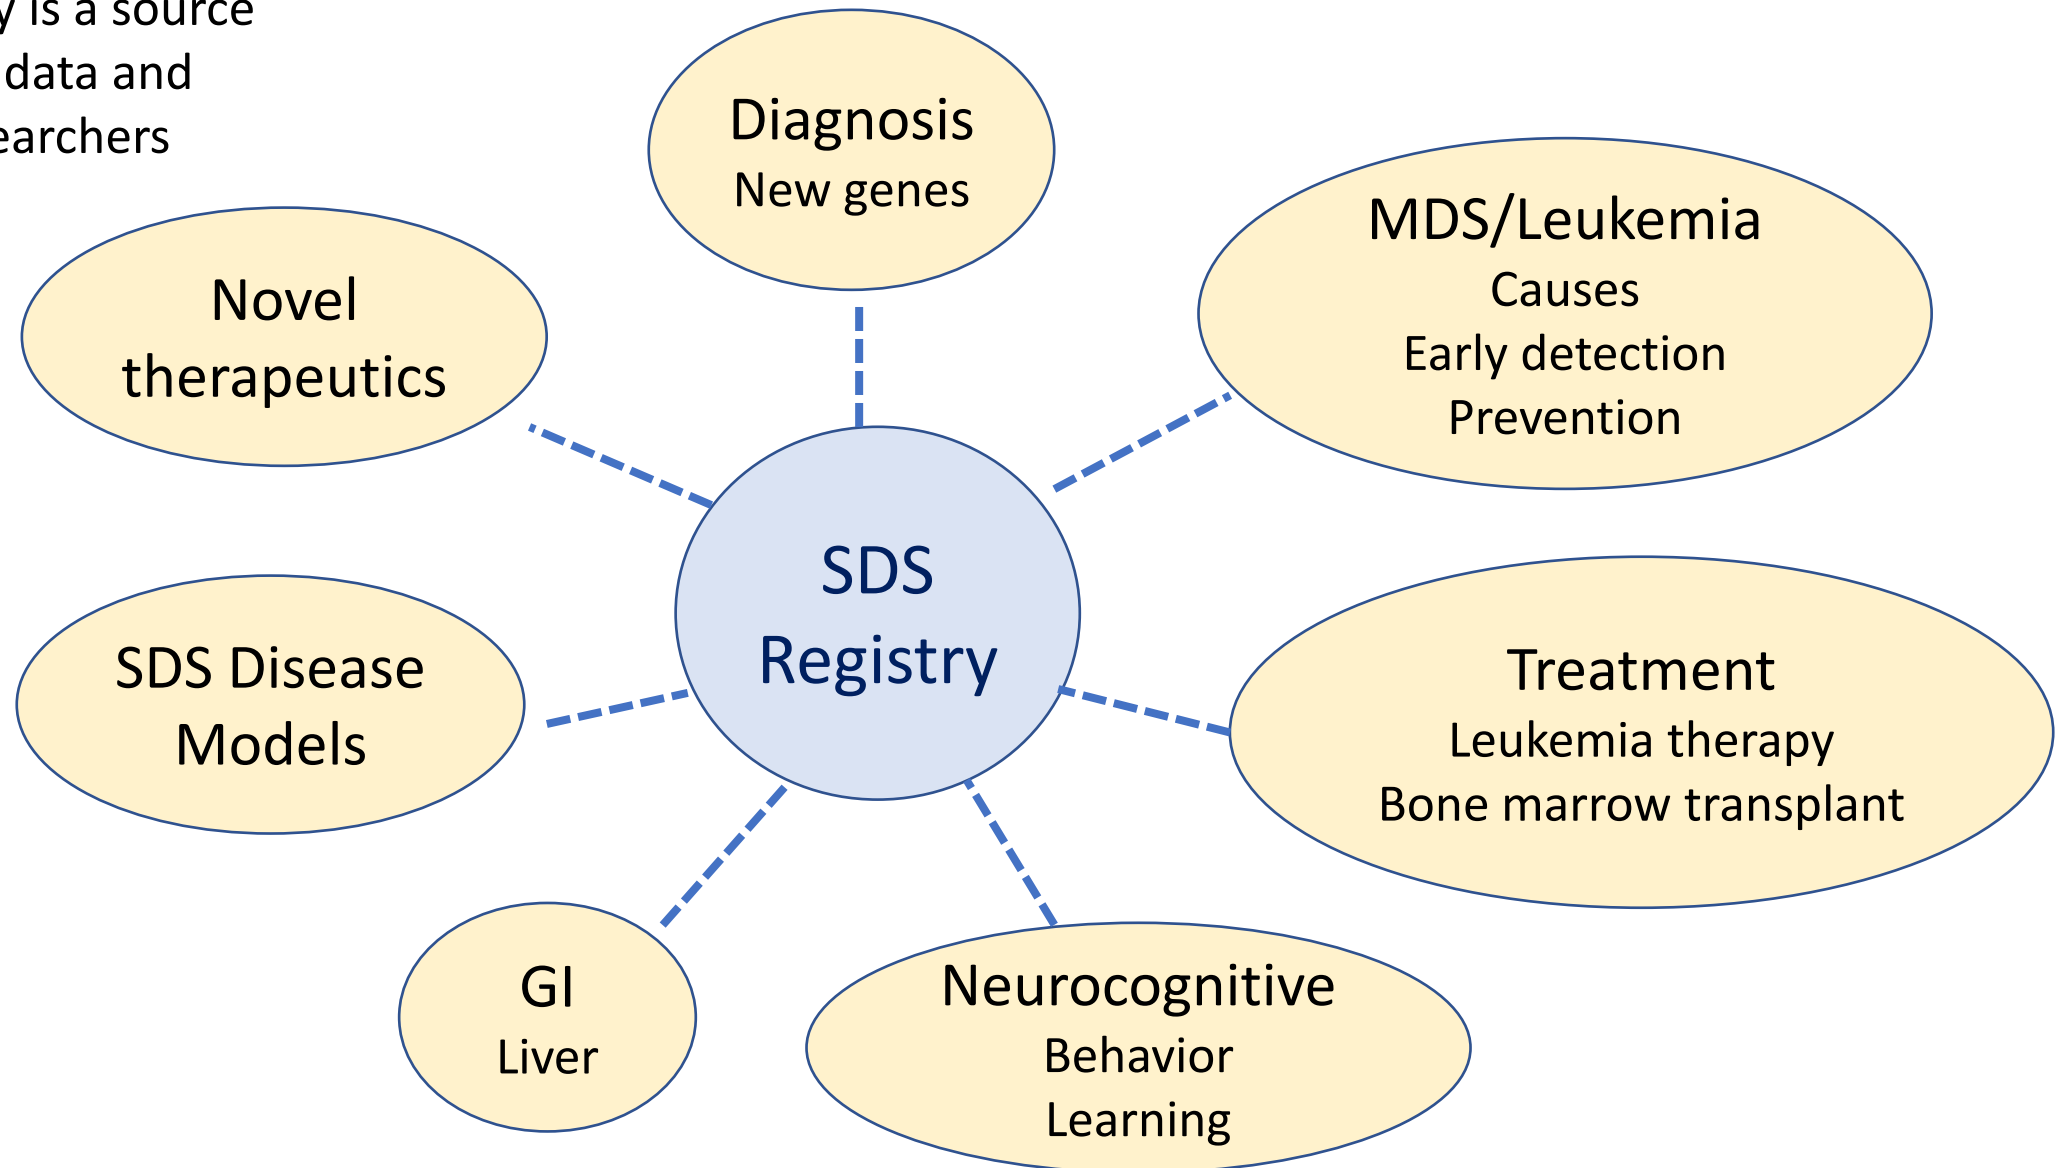 y is a source
data and
earchers
Diagnosis
New genes
MDS/Leukemia
Causes
Early detection
Prevention
Novel
therapeutics
SDS
Registry
SDS Disease
Models
Treatment
Leukemia therapy
Bone marrow transplant
GI
Liver
Neurocognitive
Behavior
Learning